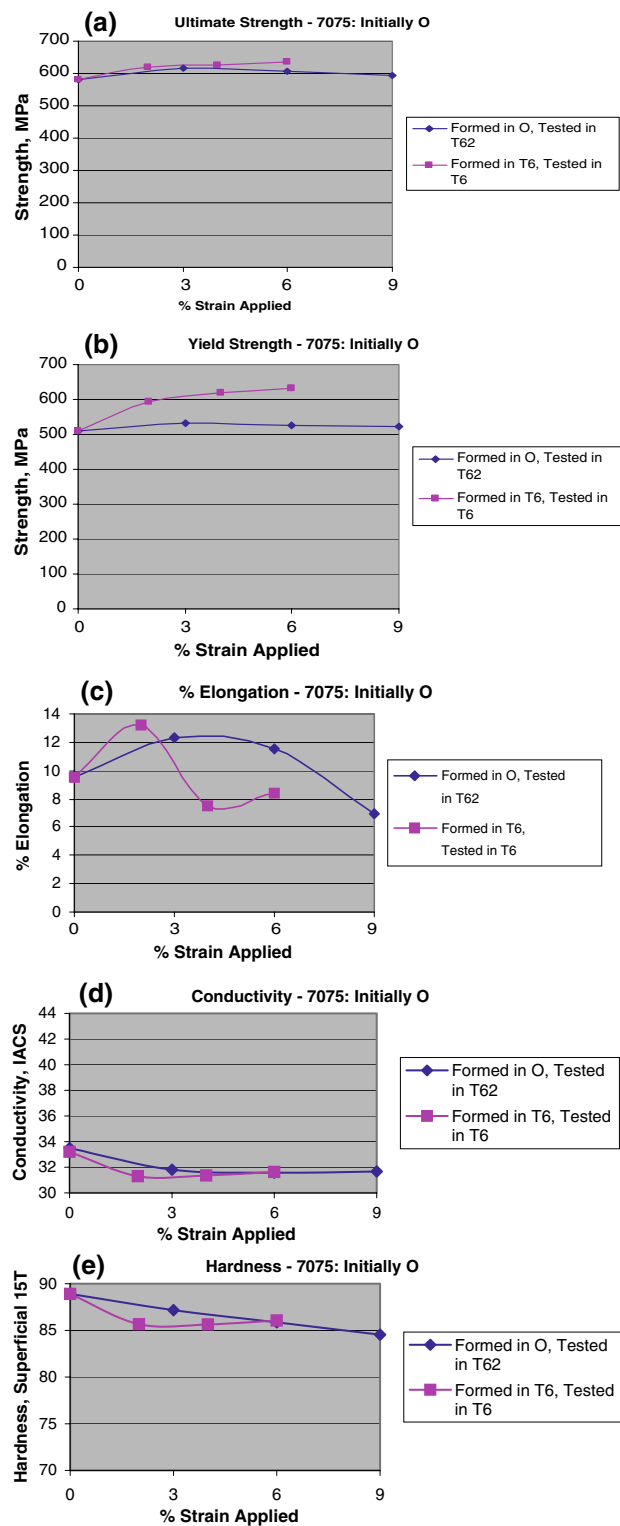 (a)
Ultimate Strength - 7075: Initially O
700
600
500
400
300
200
100
0
Strength, MPa
0 3 6 9
% Strain Applied
Formed in O, Tested in
T62
Formed in T6, Tested in
T6
(b)
Yield Strength - 7075: Initially O
700
600
500
400
300
200
100
0
Strength, MPa
0 3 6 9
% Strain Applied
Formed in O, Tested in
T62
Formed in T6, Tested in
T6
(c)
% Elongation - 7075: Initially O
14
12
10
8
6
4
2
0
% Elongation
0 3 6 9
% Strain Applied
Formed in O, Tested
in T62
Formed in T6,
Tested in T6
(d)
Conductivity - 7075: Initially O
44
42
40
38
36
34
32
30
Conductivity, IACS
0 3 6 9
% Strain Applied
Formed in O, Tested
in T62
Formed in T6, Tested
in T6
(e)
Hardness - 7075: Initially O
90
85
80
75
70
Hardness, Superficial 15T
0 3 6 9
% Strain Applied
Formed in O, Tested
in T62
Formed in T6, Tested
in T6